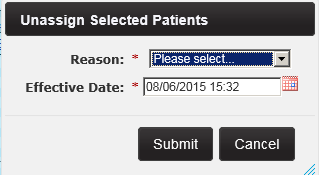 Unassign Selected Patients
Reason: * Please select...
Effective Date: * 08/06/2015 15:32
Submit Cancel